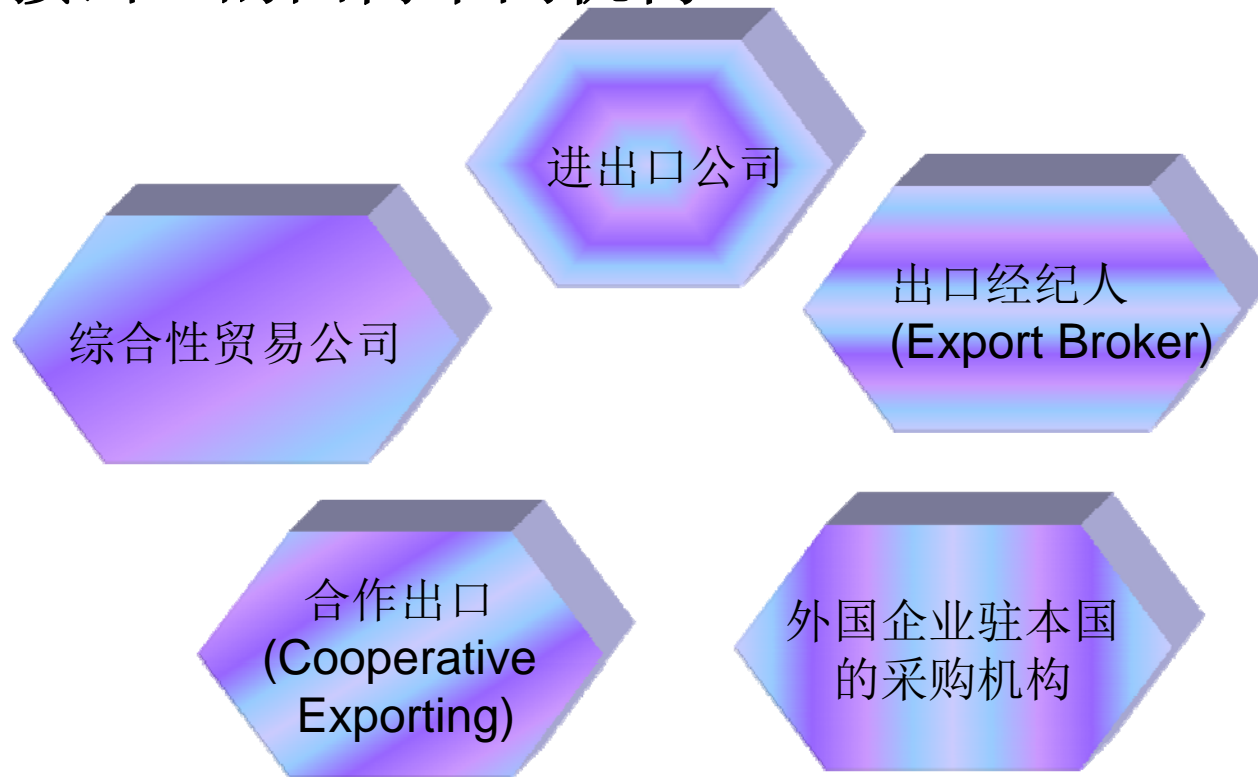 进出口公司
综合性贸易公司
出口经纪人
(Export Broker)
合作出口
(Cooperative
Exporting)
外国企业驻本国
的采购机构